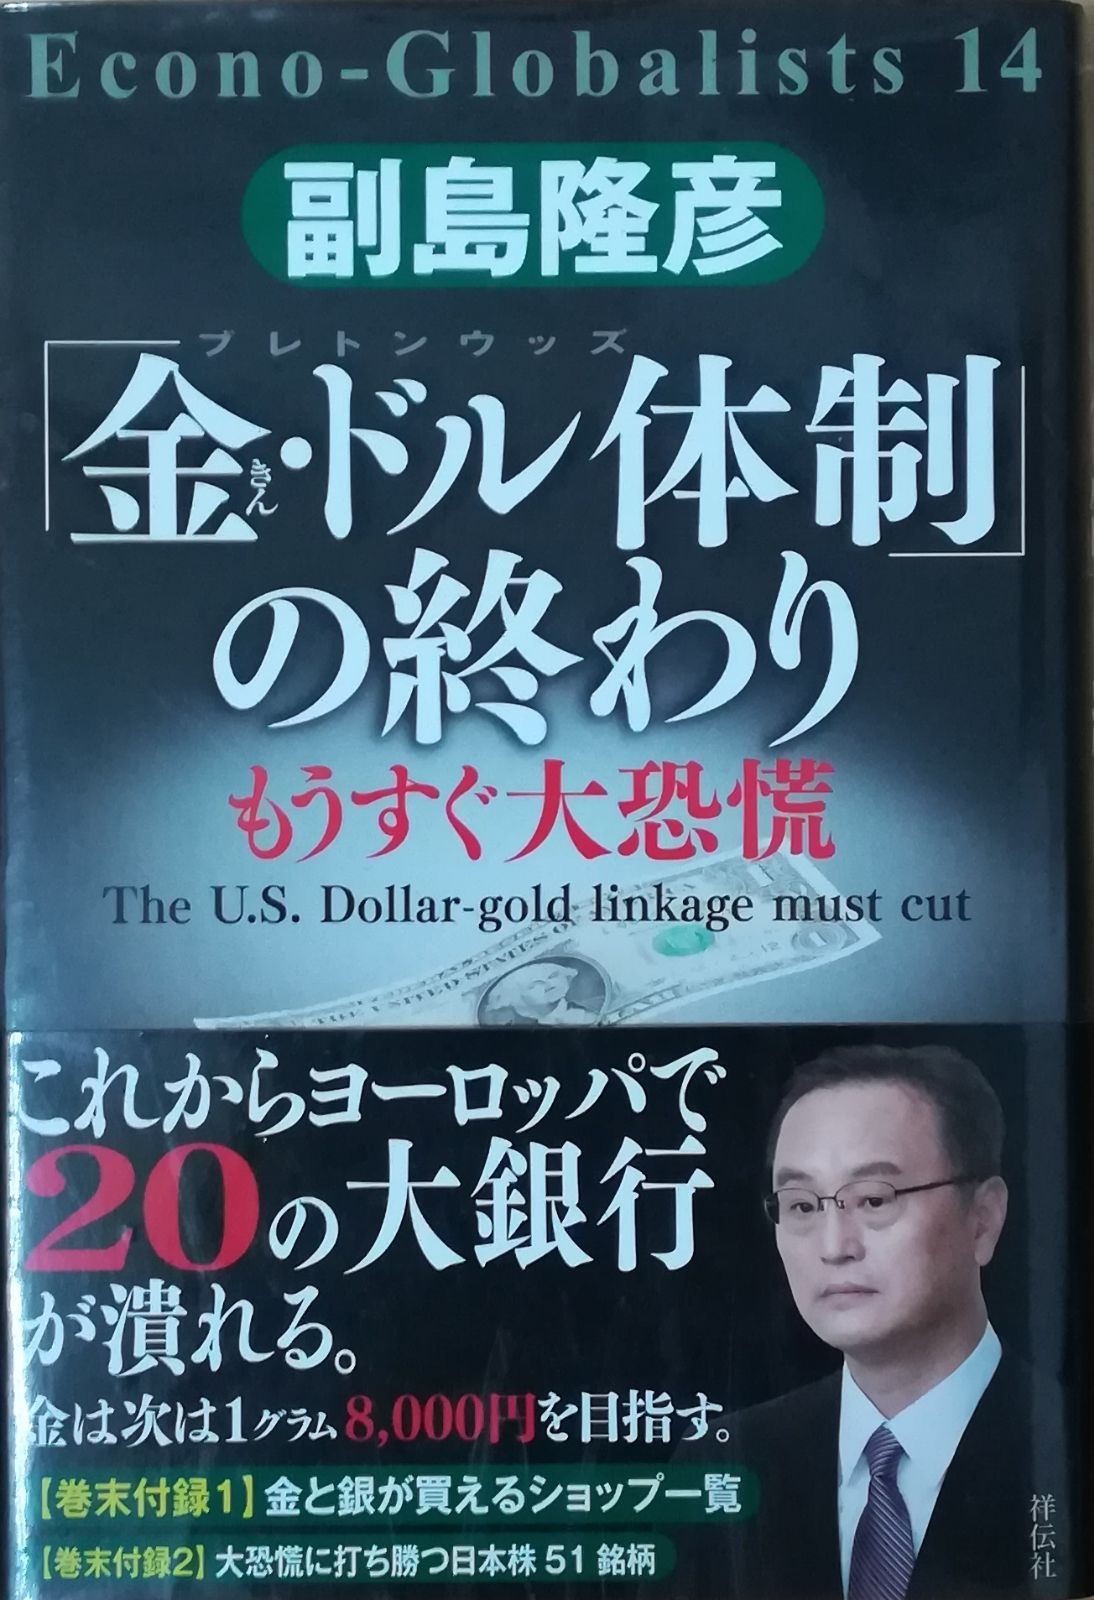 Econo-Globalists 14
副島隆彦
ブレトンウッズ
「金・ドル体制」
きん
の終わり
もうすぐ大恐慌
The U.S. Dollar-gold linkage must cut
THE UNITED STATES OF
これからヨーロッパで
20の大銀行
が潰れる。
金は次は1グラム8,000円を目指す。
【巻末付録1】金と銀が買えるショップ一覧
【巻末付録2】大恐慌に打ち勝つ日本株51銘柄
祥伝社